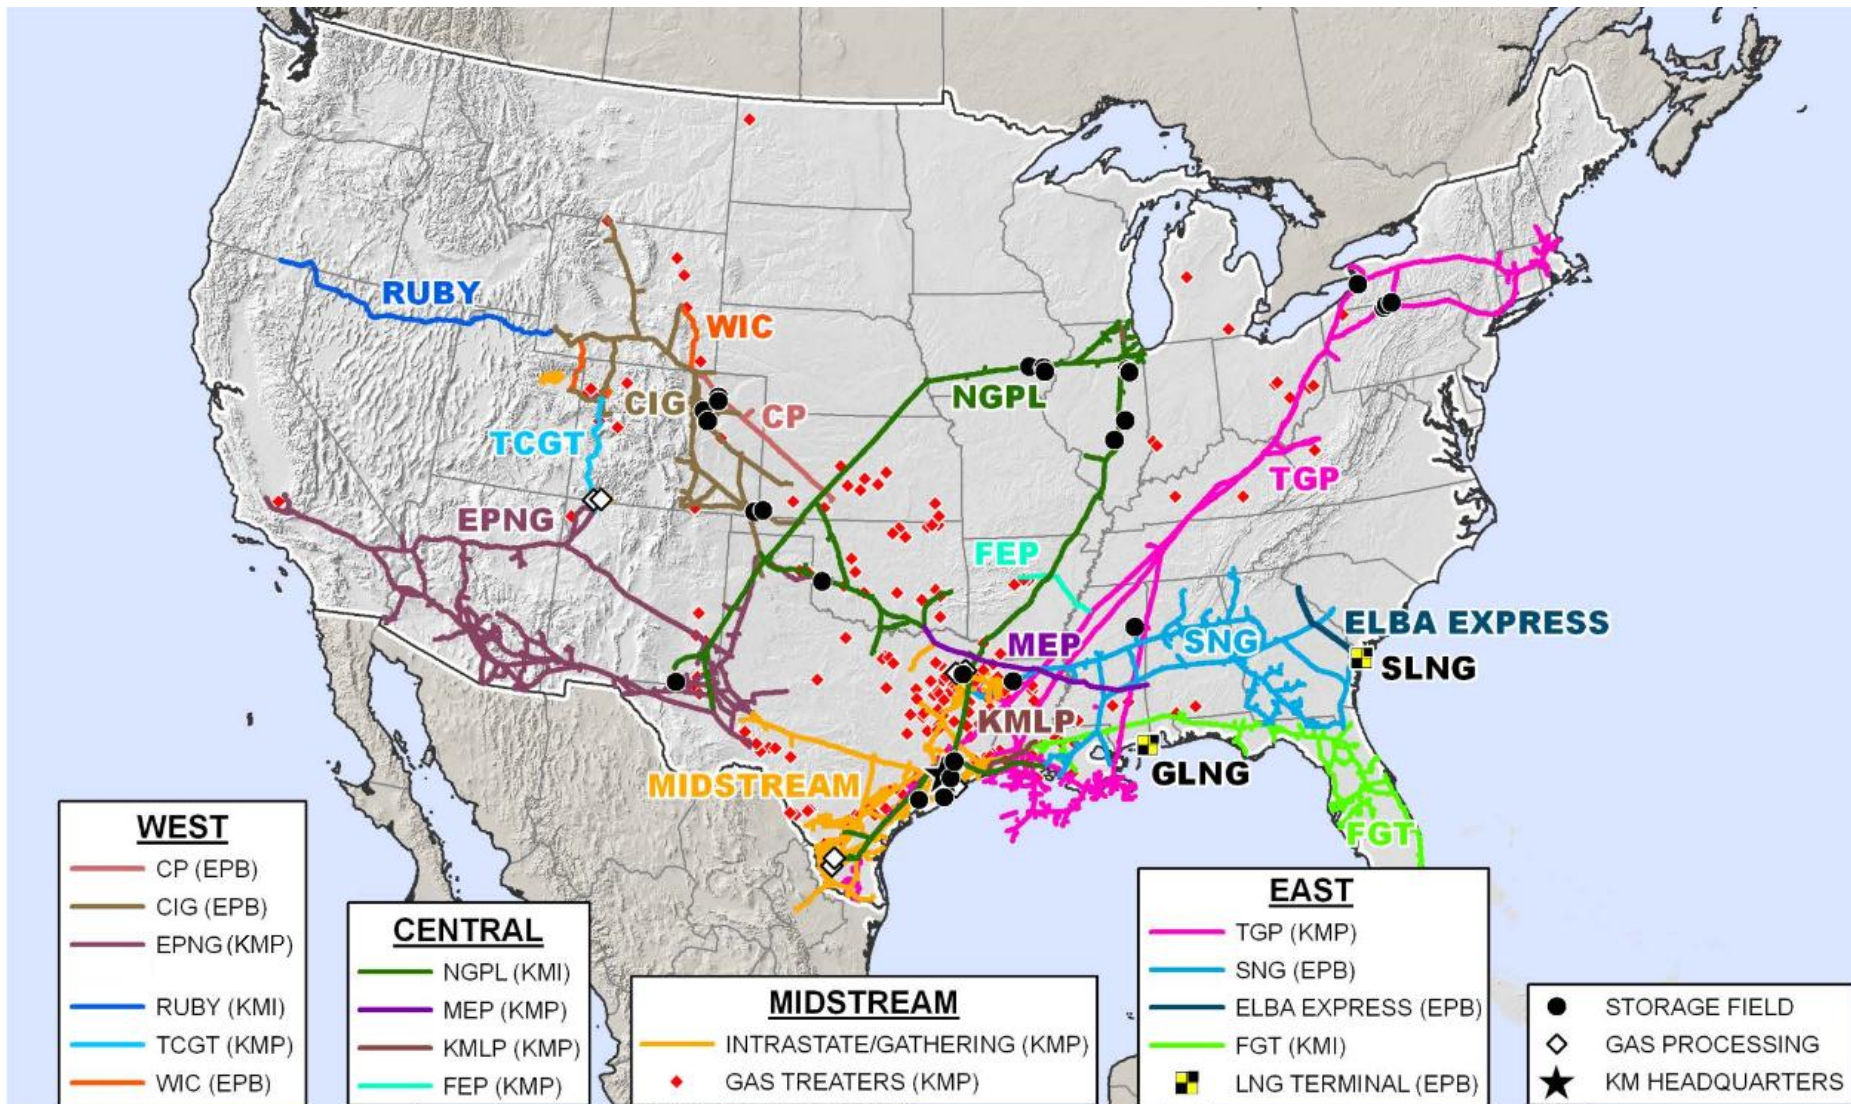 RUBY
WIC
CIG
NGPL
CP
TCGT
TGP
EPNG
FEP
ELBA EXPRESS
MEP
SNG
SLNG
KMLP
GLNG
MIDSTREAM
FGT
WEST
CP (EPB)
CIG (EPB)
EPNG (KMP)
RUBY (KMI)
TCGT (KMP)
WIC (EPB)
CENTRAL
NGPL (KMI)
MEP (KMP)
KMLP (KMP)
FEP (KMP)
MIDSTREAM
INTRASTATE/GATHERING (KMP)
GAS TREATERS (KMP)
EAST
TGP (KMP)
SNG (EPB)
ELBA EXPRESS (EPB)
FGT (KMI)
LNG TERMINAL (EPB)
STORAGE FIELD
GAS PROCESSING
KM HEADQUARTERS